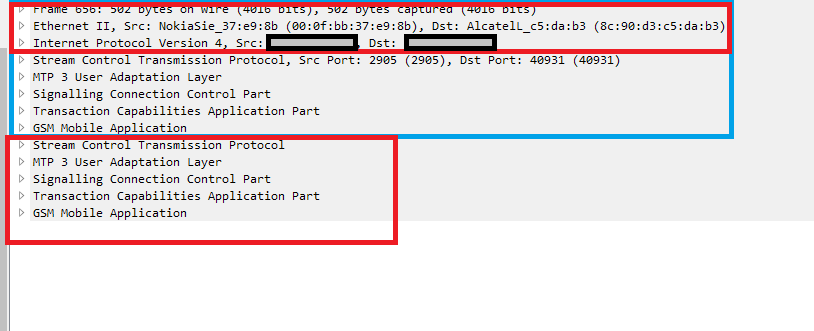 Frame 656: 502 bytes on wire (4016 bits), 502 bytes captured (4016 bits)
Ethernet II, Src: NokiaSie_37:e9:8b (00:0f:bb:37:e9:8b), Dst: AlcatelL_c5:da:b3 (8c:90:d3:c5:da:b3)
Internet Protocol Version 4, Src: , Dst:
Stream Control Transmission Protocol, Src Port: 2905 (2905), Dst Port: 40931 (40931)
MTP 3 User Adaptation Layer
Signalling Connection Control Part
Transaction Capabilities Application Part
GSM Mobile Application
Stream Control Transmission Protocol
MTP 3 User Adaptation Layer
Signalling Connection Control Part
Transaction Capabilities Application Part
GSM Mobile Application